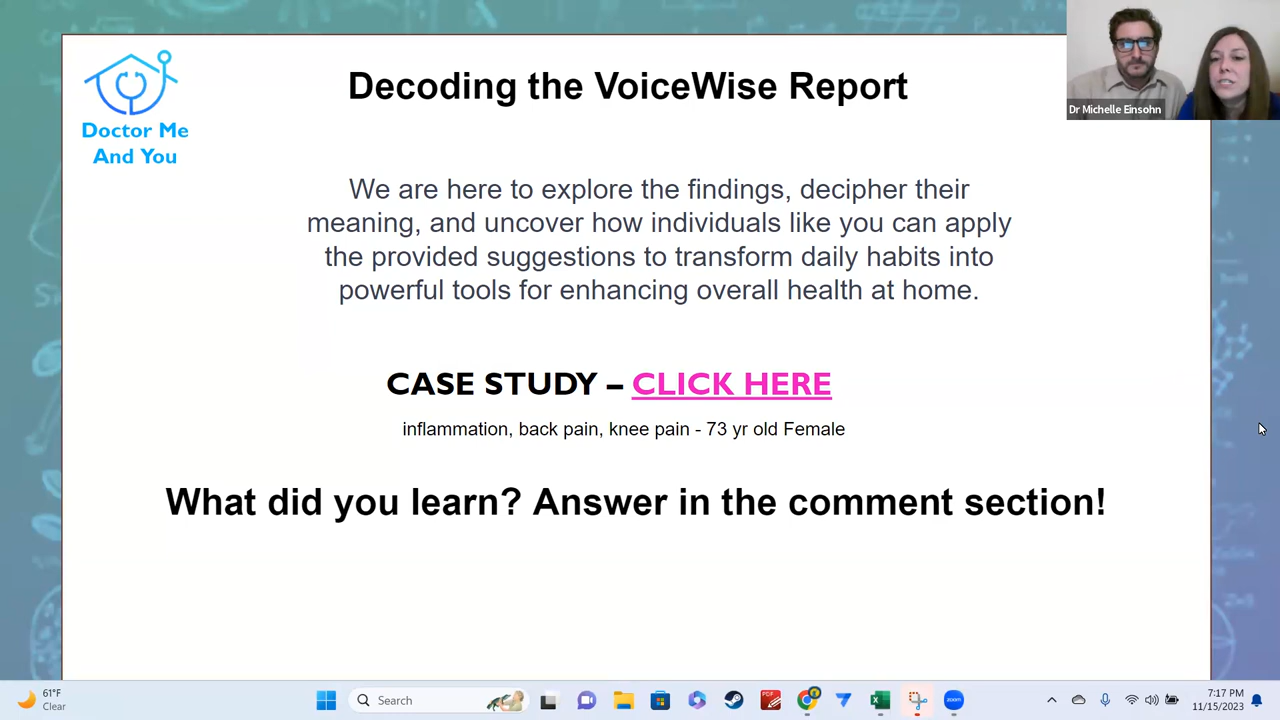 Doctor Me
And You
Decoding the VoiceWise Report
Dr Michelle Einsohn
We are here to explore the findings, decipher their
meaning, and uncover how individuals like you can apply
the provided suggestions to transform daily habits into
powerful tools for enhancing overall health at home.
CASE STUDY – CLICK HERE
inflammation, back pain, knee pain - 73 yr old Female
What did you learn? Answer in the comment section!
61°F
Clear
Search
zoom
7:17 PM
11/15/2023